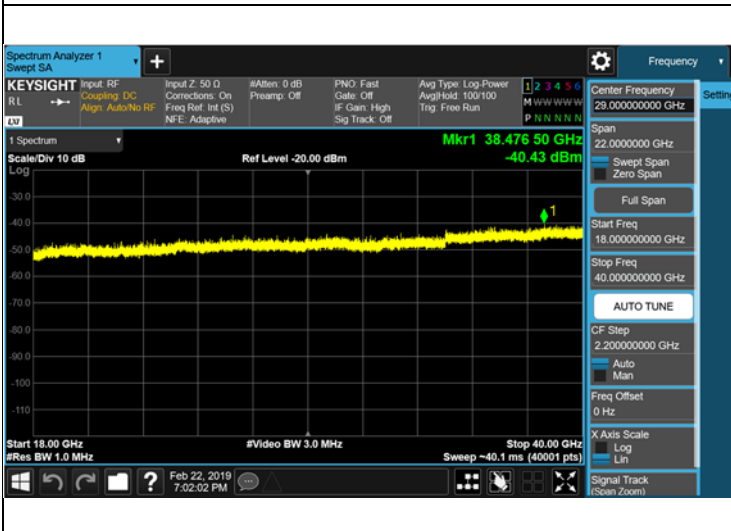 Spectrum Analyzer 1
Swept SA
+
Frequency
KEYSIGHT
RL
LXI
Input: RF
Coupling: DC
Align: Auto/No RF
Input Z: 50 Ω
Corrections: On
Freq Ref: Int (S)
NFE: Adaptive
#Atten: 0 dB
Preamp: Off
PNO: Fast
Gate: Off
IF Gain: High
Sig Track: Off
Avg Type: Log-Power
Avg|Hold: 100/100
Trig: Free Run
1 2 3 4 5 6
M W W W W W
P N N N N N
1 Spectrum
Scale/Div 10 dB
Log
Ref Level -20.00 dBm
Mkr1 38.476 50 GHz
-40.43 dBm
1
-30.0
-40.0
-50.0
-60.0
-70.0
-80.0
-90.0
-100
-110
Start 18.00 GHz
#Res BW 1.0 MHz
#Video BW 3.0 MHz
Stop 40.00 GHz
Sweep ~40.1 ms (40001 pts)
Center Frequency
29.000000000 GHz
Settin
Span
22.0000000 GHz
Swept Span
Zero Span
Full Span
Start Freq
18.000000000 GHz
Stop Freq
40.000000000 GHz
AUTO TUNE
CF Step
2.200000000 GHz
Auto
Man
Freq Offset
0 Hz
X Axis Scale
Log
Lin
Signal Track
(Span Zoom)
?
Feb 22, 2019
7:02:02 PM